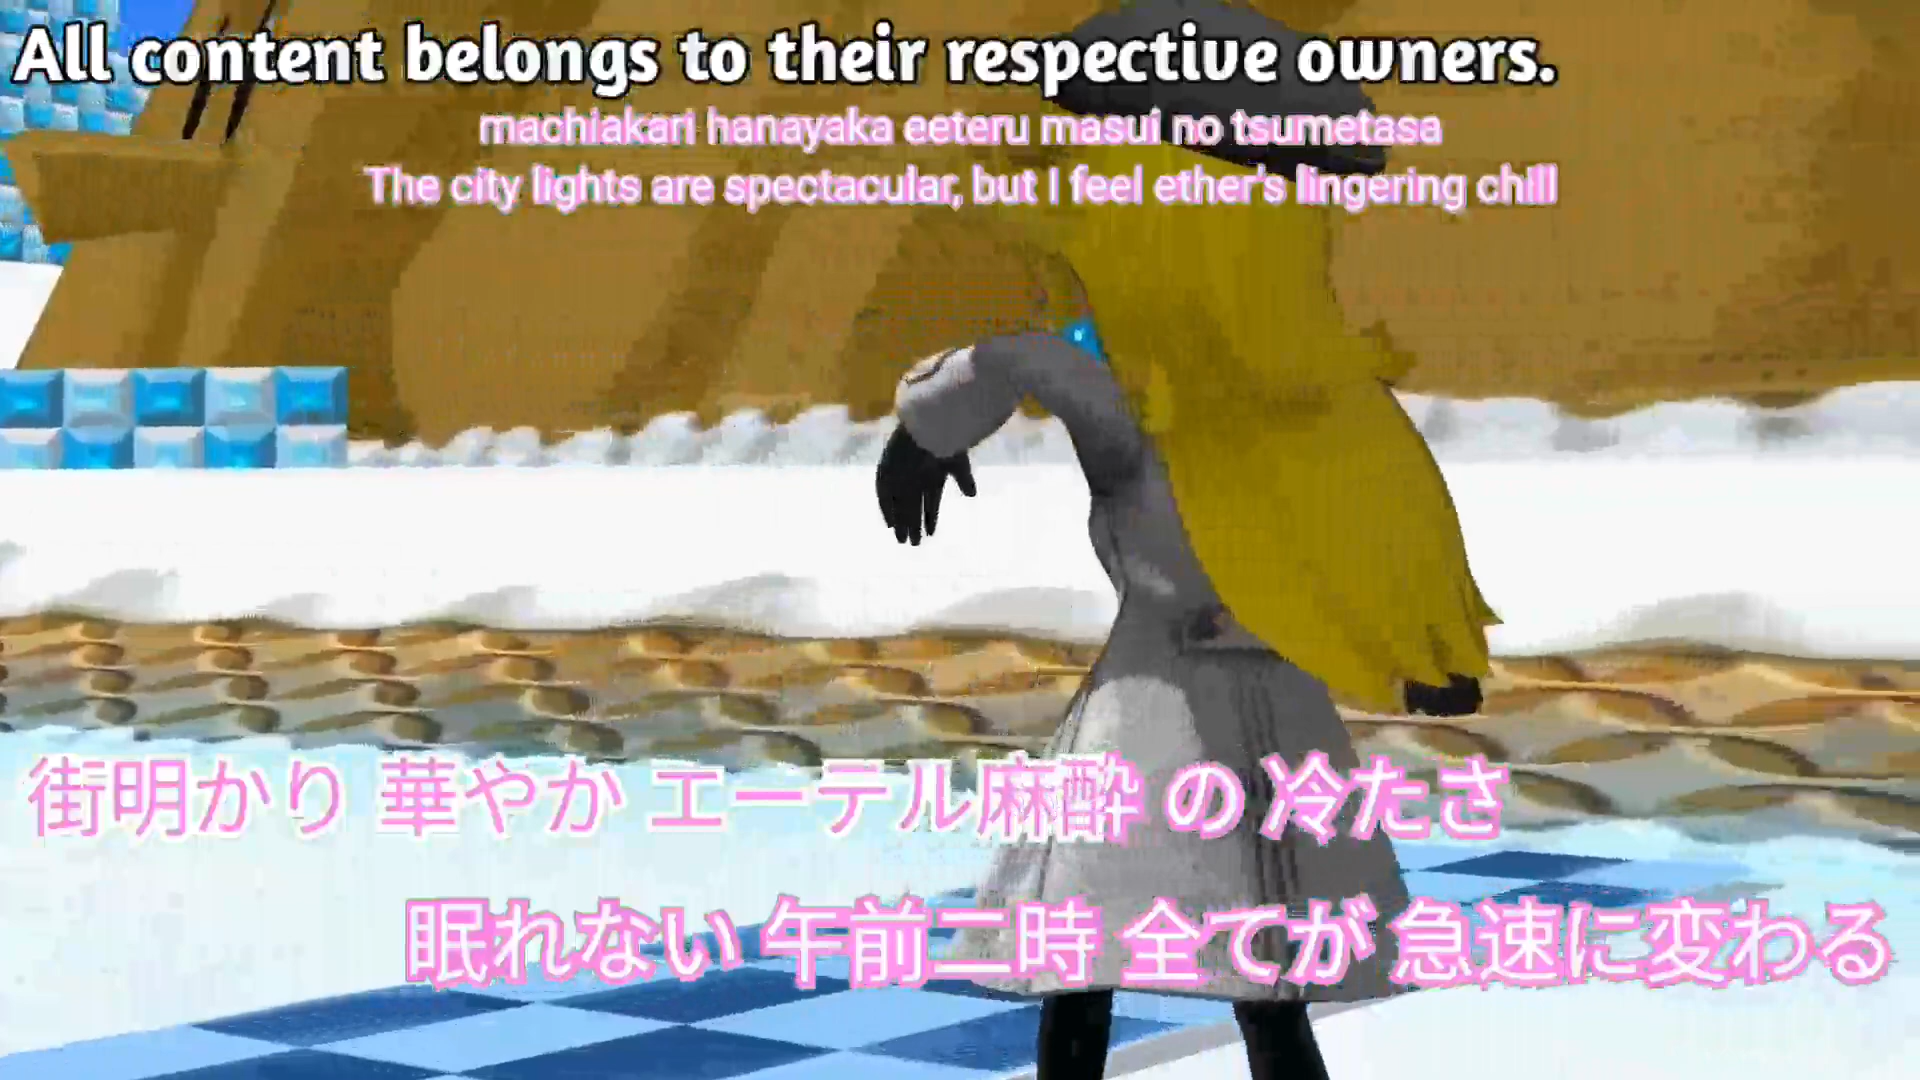 All content belongs to their respective owners.
machiakari hanayaka eeteru masui no tsumetasa
The city lights are spectacular, but I feel ether's lingering chill
街明かり 華やか エーテル麻酔 の 冷たさ
眠れない 午前二時 全てが 急速に変わる